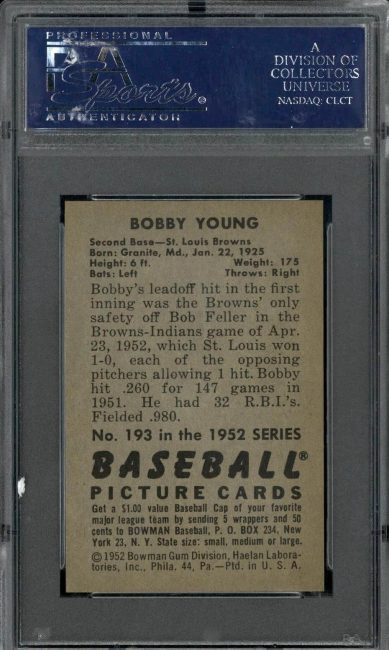 PROFESSIONAL
PSA
Sports®
AUTHENTICATOR
A
DIVISION OF
COLLECTORS
UNIVERSE
NASDAQ: CLCT
BOBBY YOUNG
Second Base—St. Louis Browns
Born: Granite, Md., Jan. 22, 1925
Height: 6 ft. Weight: 175
Bats: Left Throws: Right
Bobby's leadoff hit in the first
inning was the Browns' only
safety off Bob Feller in the
Browns-Indians game of Apr.
23, 1952, which St. Louis won
1-0, each of the opposing
pitchers allowing 1 hit. Bobby
hit .260 for 147 games in
1951. He had 32 R.B.I.'s.
Fielded .980.
No. 193 in the 1952 SERIES
BASEBALL®
PICTURE CARDS
Get a $1.00 value Baseball Cap of your favorite
major league team by sending 5 wrappers and 50
cents to BOWMAN Baseball, P. O. BOX 234, New
York 23, N. Y. State size: small, medium or large.
©1952 Bowman Gum Division, Haelan Labora-
tories, Inc., Phila. 44, Pa.—Ptd. in U. S. A.